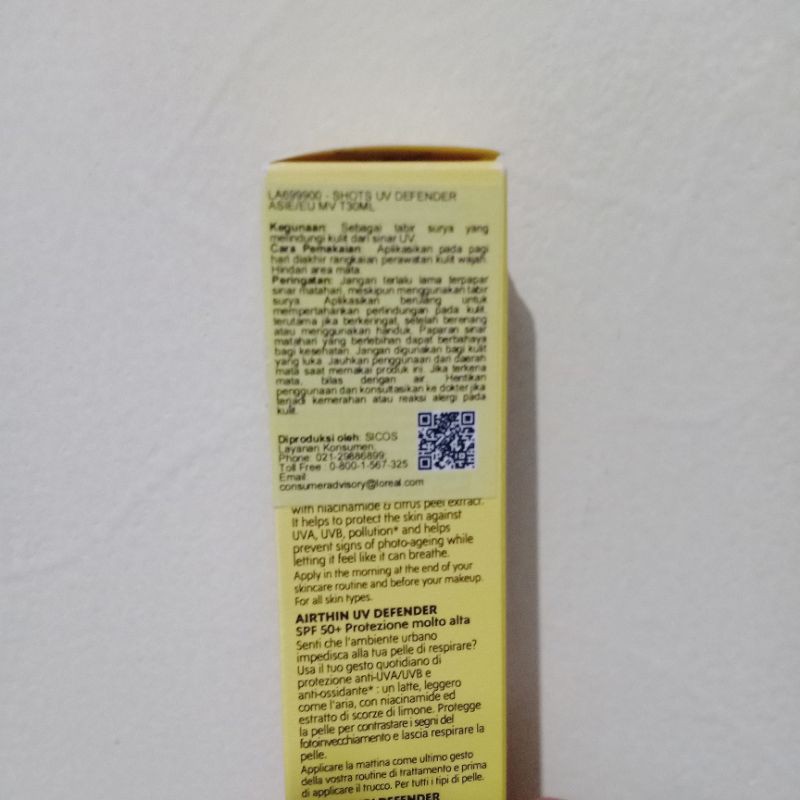 LA699900 - SHOTS UV DEFENDER
ASIE/EU MV T30ML
Kegunaan: Sebagai tabir surya yang
melindungi kulit dari sinar UV
Cara Pemakaian: Aplikasikan pada pagi
hari diakhir rangkaian perawatan kulit wajah.
Hindari area mata
Peringatan: Jangan terlalu lama terpapar
sinar matahari, meskipun menggunakan tabir
surya. Aplikasikan berulang untuk
mempertahankan perlindungan pada kulit,
terutama jika berkeringat, setelah berenang
atau menggunakan handuk. Paparan sinar
matahari yang berlebihan dapat berbahaya
bagi kesehatan. Jangan digunakan bagi kulit
yang luka. Jauhkan penggunaan dari daerah
mata saat memakai produk ini. Jika terkena
mata, bilas dengan air. Hentikan
penggunaan dan konsultasikan ke dokter jika
terjadi kemerahan atau reaksi alergi pada
kulit.
Diproduksi oleh: SICOS
Layanan Konsumen:
Phone: 021-29886899;
Toll Free : 0-800-1-567-325
Email:
consumeradvisory@loreal.com
with niacinamide & citrus peel extract.
It helps to protect the skin against
UVA, UVB, pollution* and helps
prevent signs of photo-ageing while
letting it feel like it can breathe.
Apply in the morning at the end of your
skincare routine and before your makeup.
For all skin types.
AIRTHIN UV DEFENDER
SPF 50+ Protezione molto alta
Senti che l'ambiente urbano
impedisca alla tua pelle di respirare?
Usa il tuo gesto quotidiano di
protezione anti-UVA/UVB e
anti-ossidante* : un latte, leggero
come l'aria, con niacinamide ed
estratto di scorze di limone. Protegge
la pelle per contrastare i segni del
fotoinvecchiamento e lascia respirare la
pelle.
Applicare la mattina come ultimo gesto
della vostra routine di trattamento e prima
di applicare il trucco. Per tutti i tipi di pelle.
UV DEFENDER